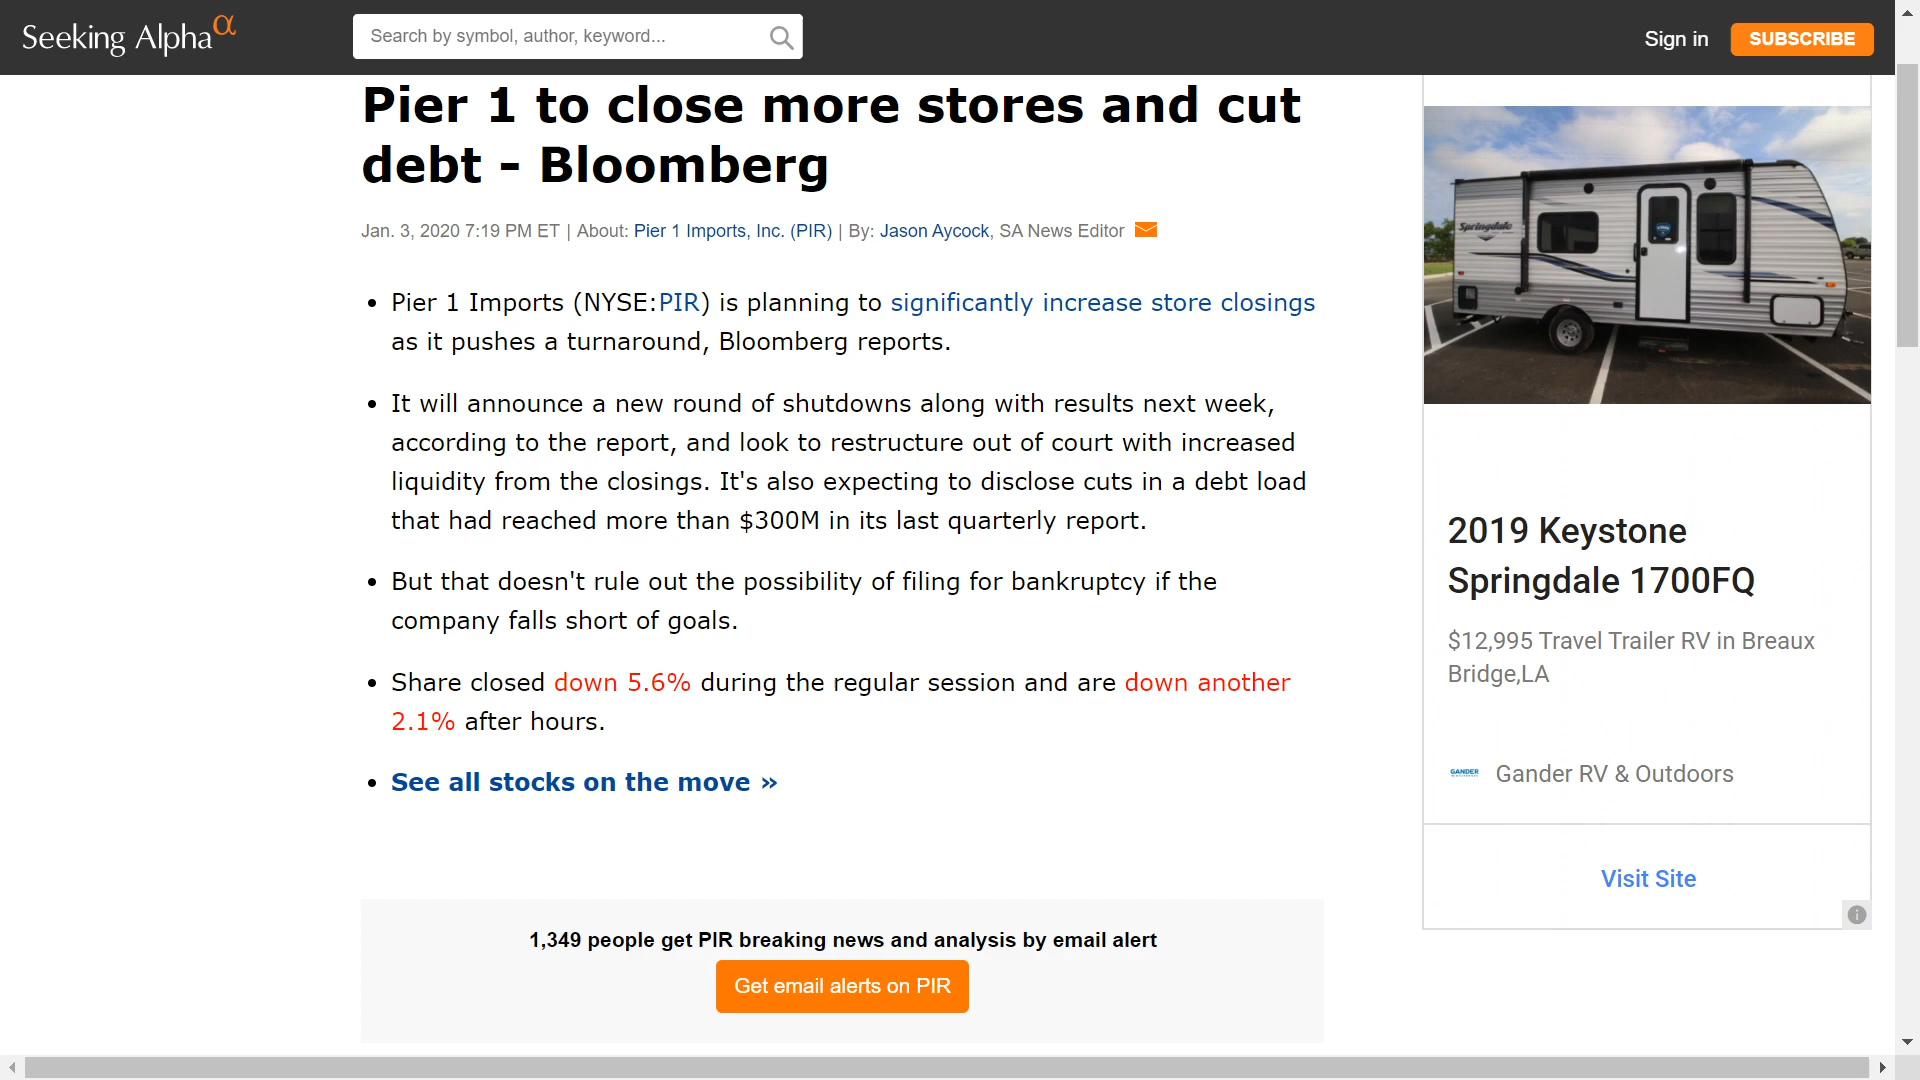 Seeking Alpha α
Search by symbol, author, keyword...
Sign in
SUBSCRIBE
Pier 1 to close more stores and cut
debt - Bloomberg
Jan. 3, 2020 7:19 PM ET | About: Pier 1 Imports, Inc. (PIR) | By: Jason Aycock, SA News Editor
• Pier 1 Imports (NYSE:PIR) is planning to significantly increase store closings
as it pushes a turnaround, Bloomberg reports.
• It will announce a new round of shutdowns along with results next week,
according to the report, and look to restructure out of court with increased
liquidity from the closings. It's also expecting to disclose cuts in a debt load
that had reached more than $300M in its last quarterly report.
• But that doesn't rule out the possibility of filing for bankruptcy if the
company falls short of goals.
• Share closed down 5.6% during the regular session and are down another
2.1% after hours.
• See all stocks on the move »
1,349 people get PIR breaking news and analysis by email alert
Get email alerts on PIR
Springdale
2019 Keystone
Springdale 1700FQ
$12,995 Travel Trailer RV in Breaux
Bridge,LA
GANDER
Gander RV & Outdoors
Visit Site